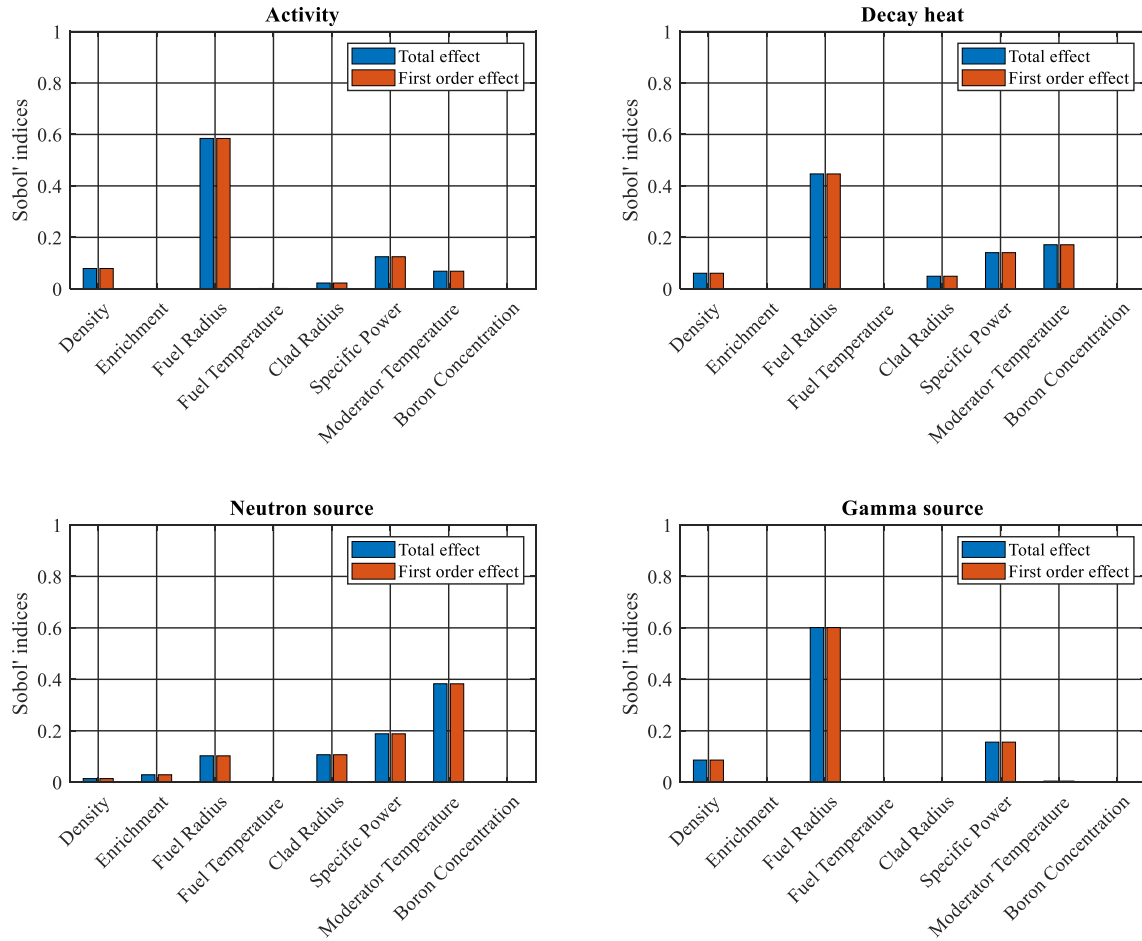 Activity
Total effect
First order effect
Sobol' indices
1
0.8
0.6
0.4
0.2
0
Density
Enrichment
Fuel Radius
Fuel Temperature
Clad Radius
Specific Power
Moderator Temperature
Boron Concentration
Decay heat
Total effect
First order effect
Sobol' indices
1
0.8
0.6
0.4
0.2
0
Density
Enrichment
Fuel Radius
Fuel Temperature
Clad Radius
Specific Power
Moderator Temperature
Boron Concentration
Neutron source
Total effect
First order effect
Sobol' indices
1
0.8
0.6
0.4
0.2
0
Density
Enrichment
Fuel Radius
Fuel Temperature
Clad Radius
Specific Power
Moderator Temperature
Boron Concentration
Gamma source
Total effect
First order effect
Sobol' indices
1
0.8
0.6
0.4
0.2
0
Density
Enrichment
Fuel Radius
Fuel Temperature
Clad Radius
Specific Power
Moderator Temperature
Boron Concentration